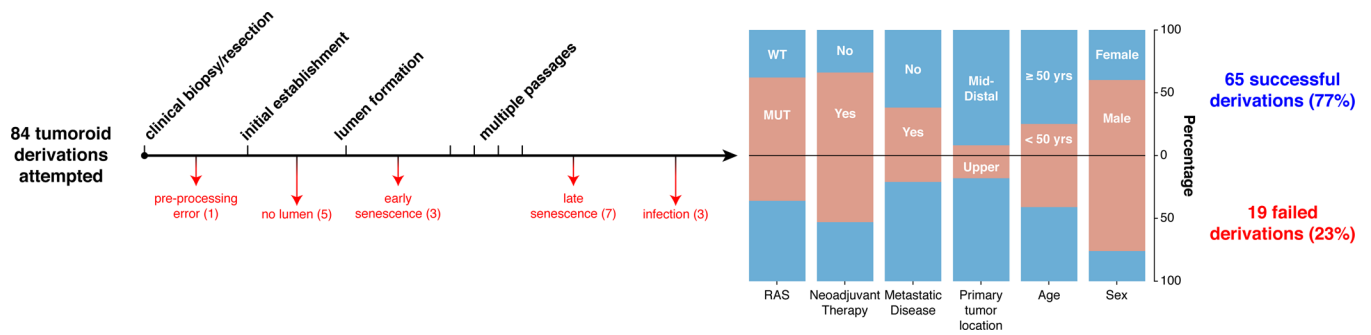 84 tumoroid
derivations
attempted
clinical biopsy/resection
initial establishment
lumen formation
multiple passages
pre-processing
error (1)
no lumen (5)
early
senescence (3)
late
senescence (7)
infection (3)
WT
MUT
No
Yes
No
Yes
Mid-
Distal
Upper
≥ 50 yrs
< 50 yrs
Female
Male
100
50
0
50
100
Percentage
RAS
Neoadjuvant
Therapy
Metastatic
Disease
Primary
tumor
location
Age
Sex
65 successful
derivations (77%)
19 failed
derivations (23%)